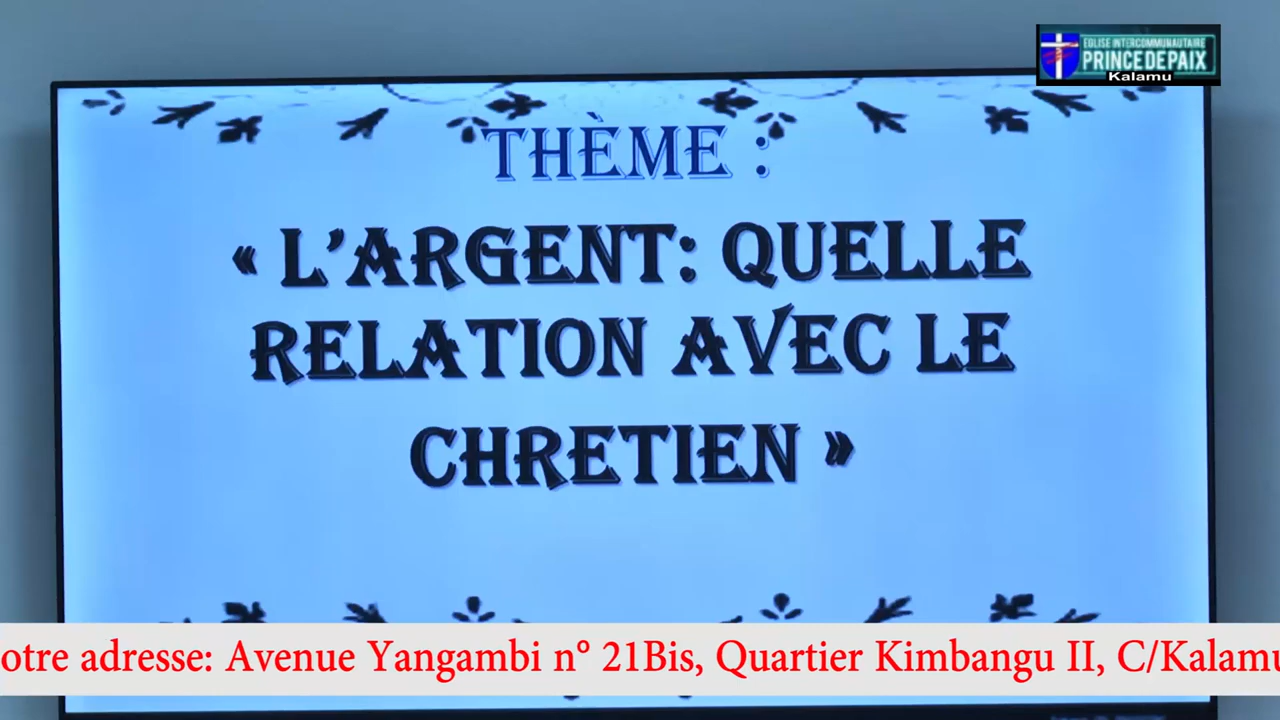 EGLISE INTERCOMMUNAUTAIRE
PRINCE DE PAIX
Kalamu
THÈME :
« L'ARGENT: QUELLE
RELATION AVEC LE
CHRETIEN »
otre adresse: Avenue Yangambi n° 21Bis, Quartier Kimbangu II, C/Kalamu